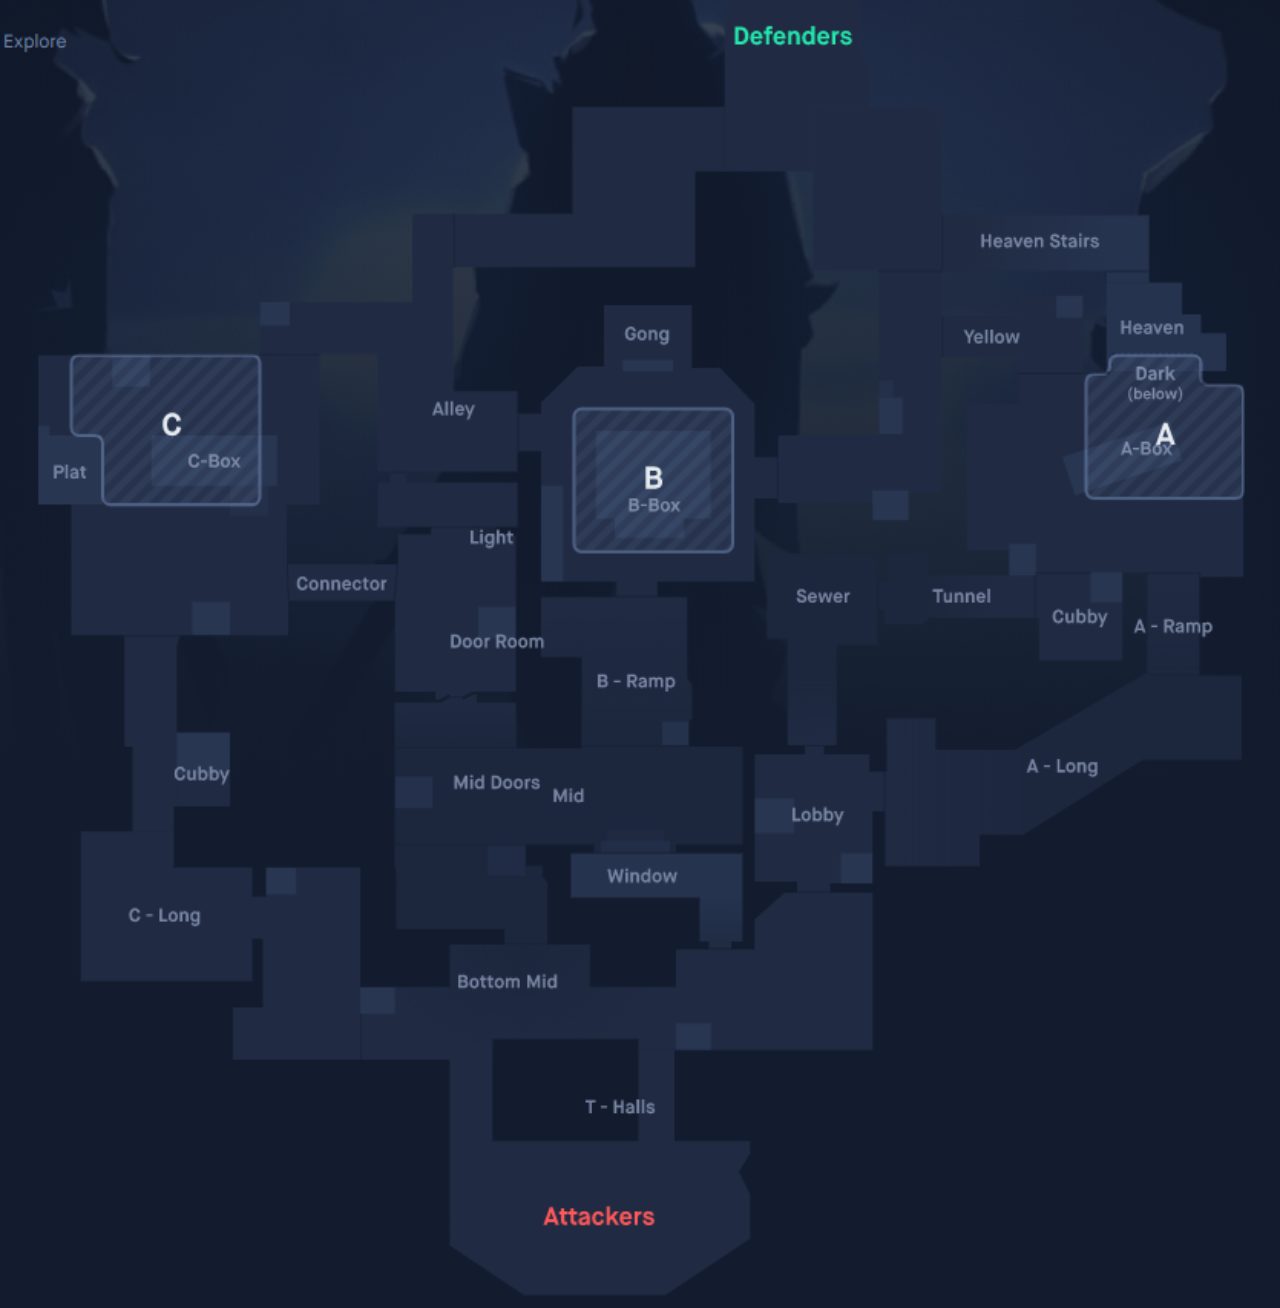 Defenders
Explore
Heaven Stairs
Heaven
Gong
Yellow
Dark
(below)
Alley
C
A
A-Box
C-Box
Plat
B
B-Box
Light
Connector
Sewer
Tunnel
Cubby
A - Ramp
Door Room
B - Ramp
A - Long
Cubby
Mid Doors
Mid
Lobby
Window
C - Long
Bottom Mid
T - Halls
Attackers